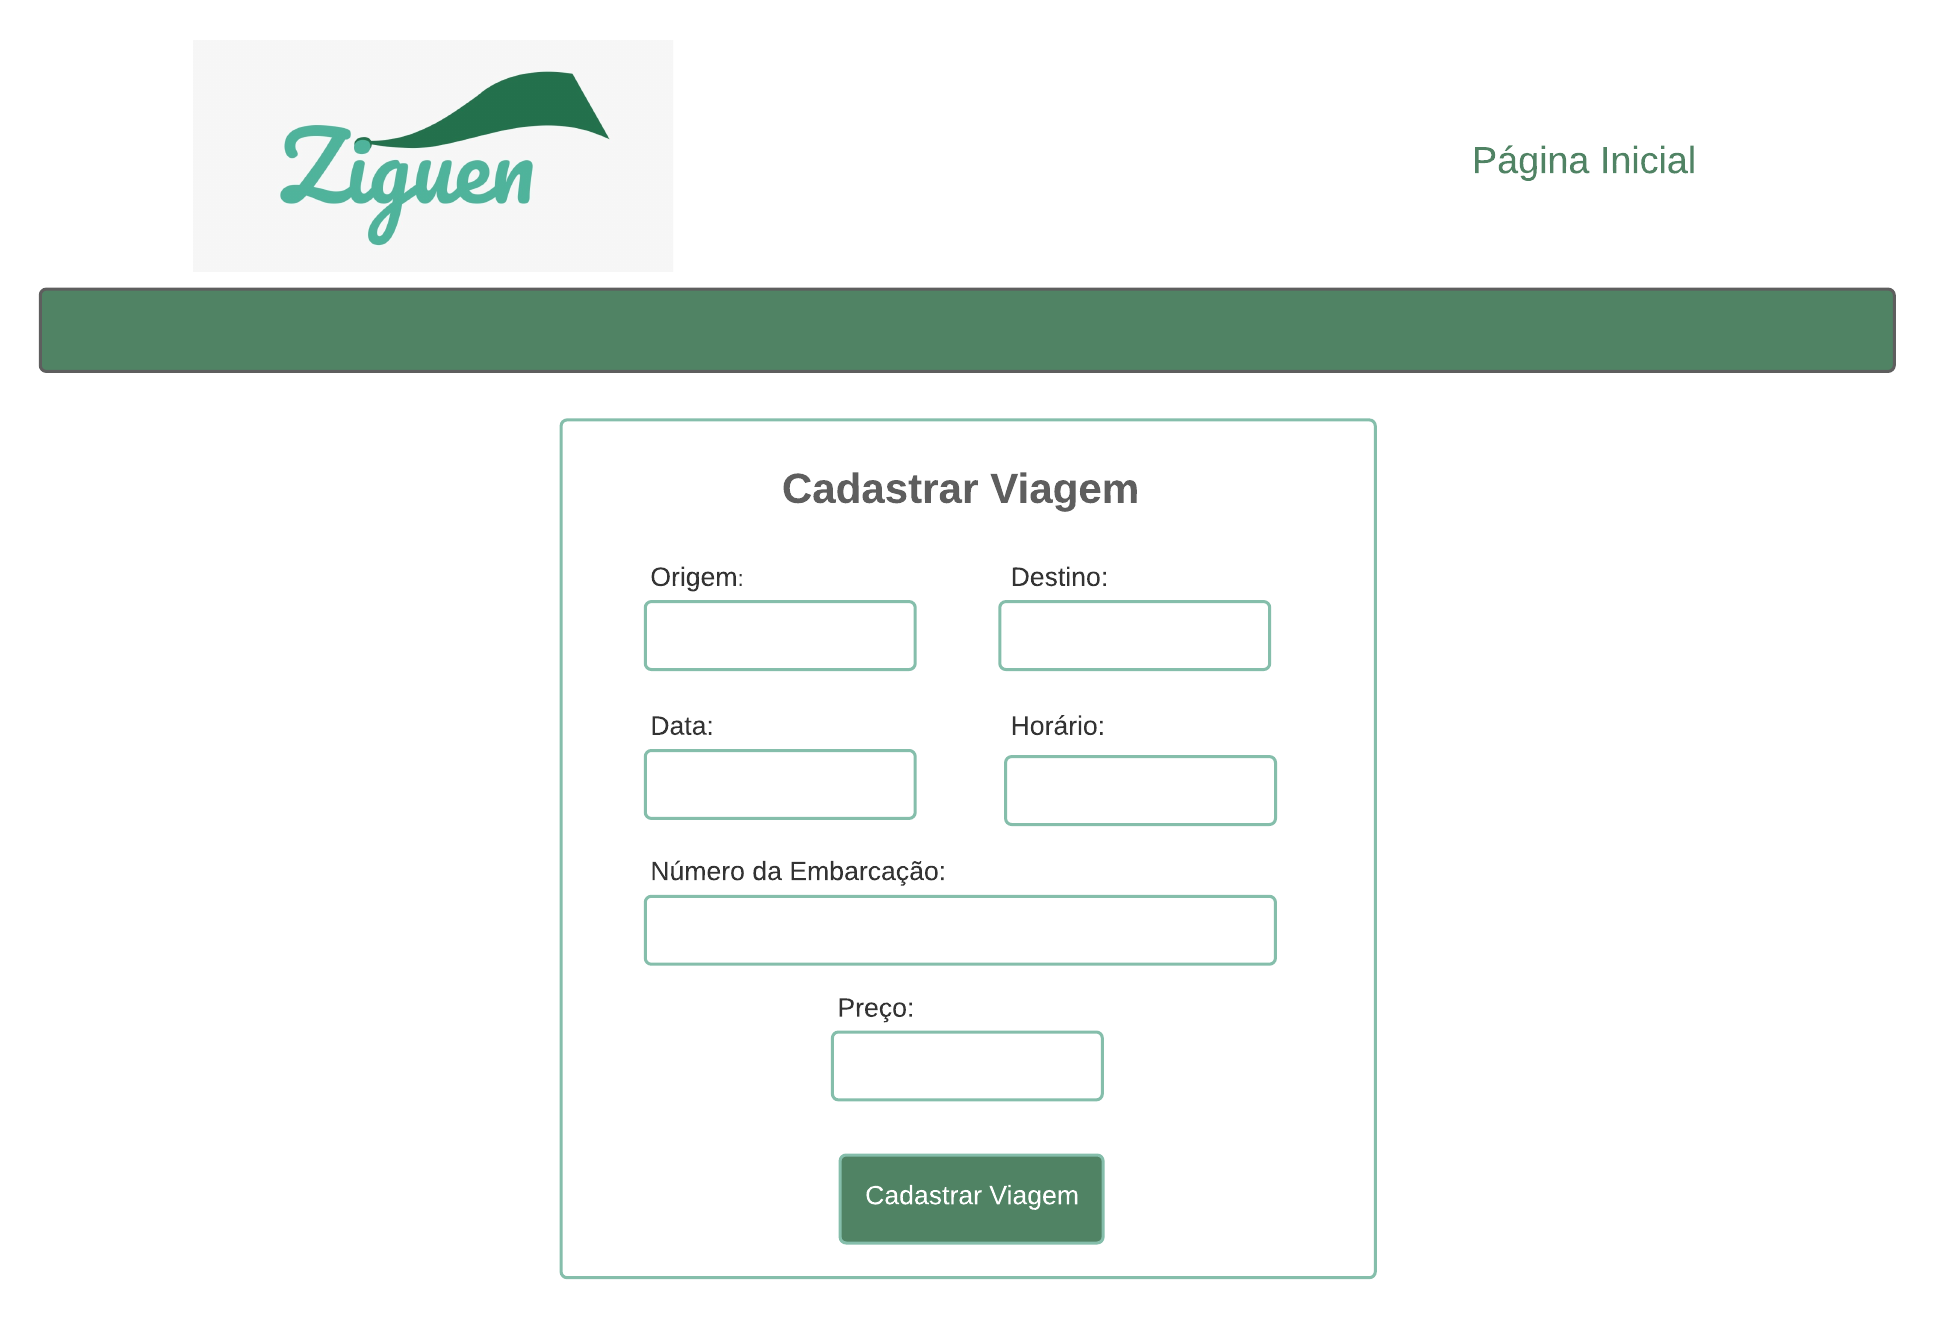 Ziguen
Página Inicial
Cadastrar Viagem
Origem:
Destino:
Data:
Horário:
Número da Embarcação:
Preço:
Cadastrar Viagem